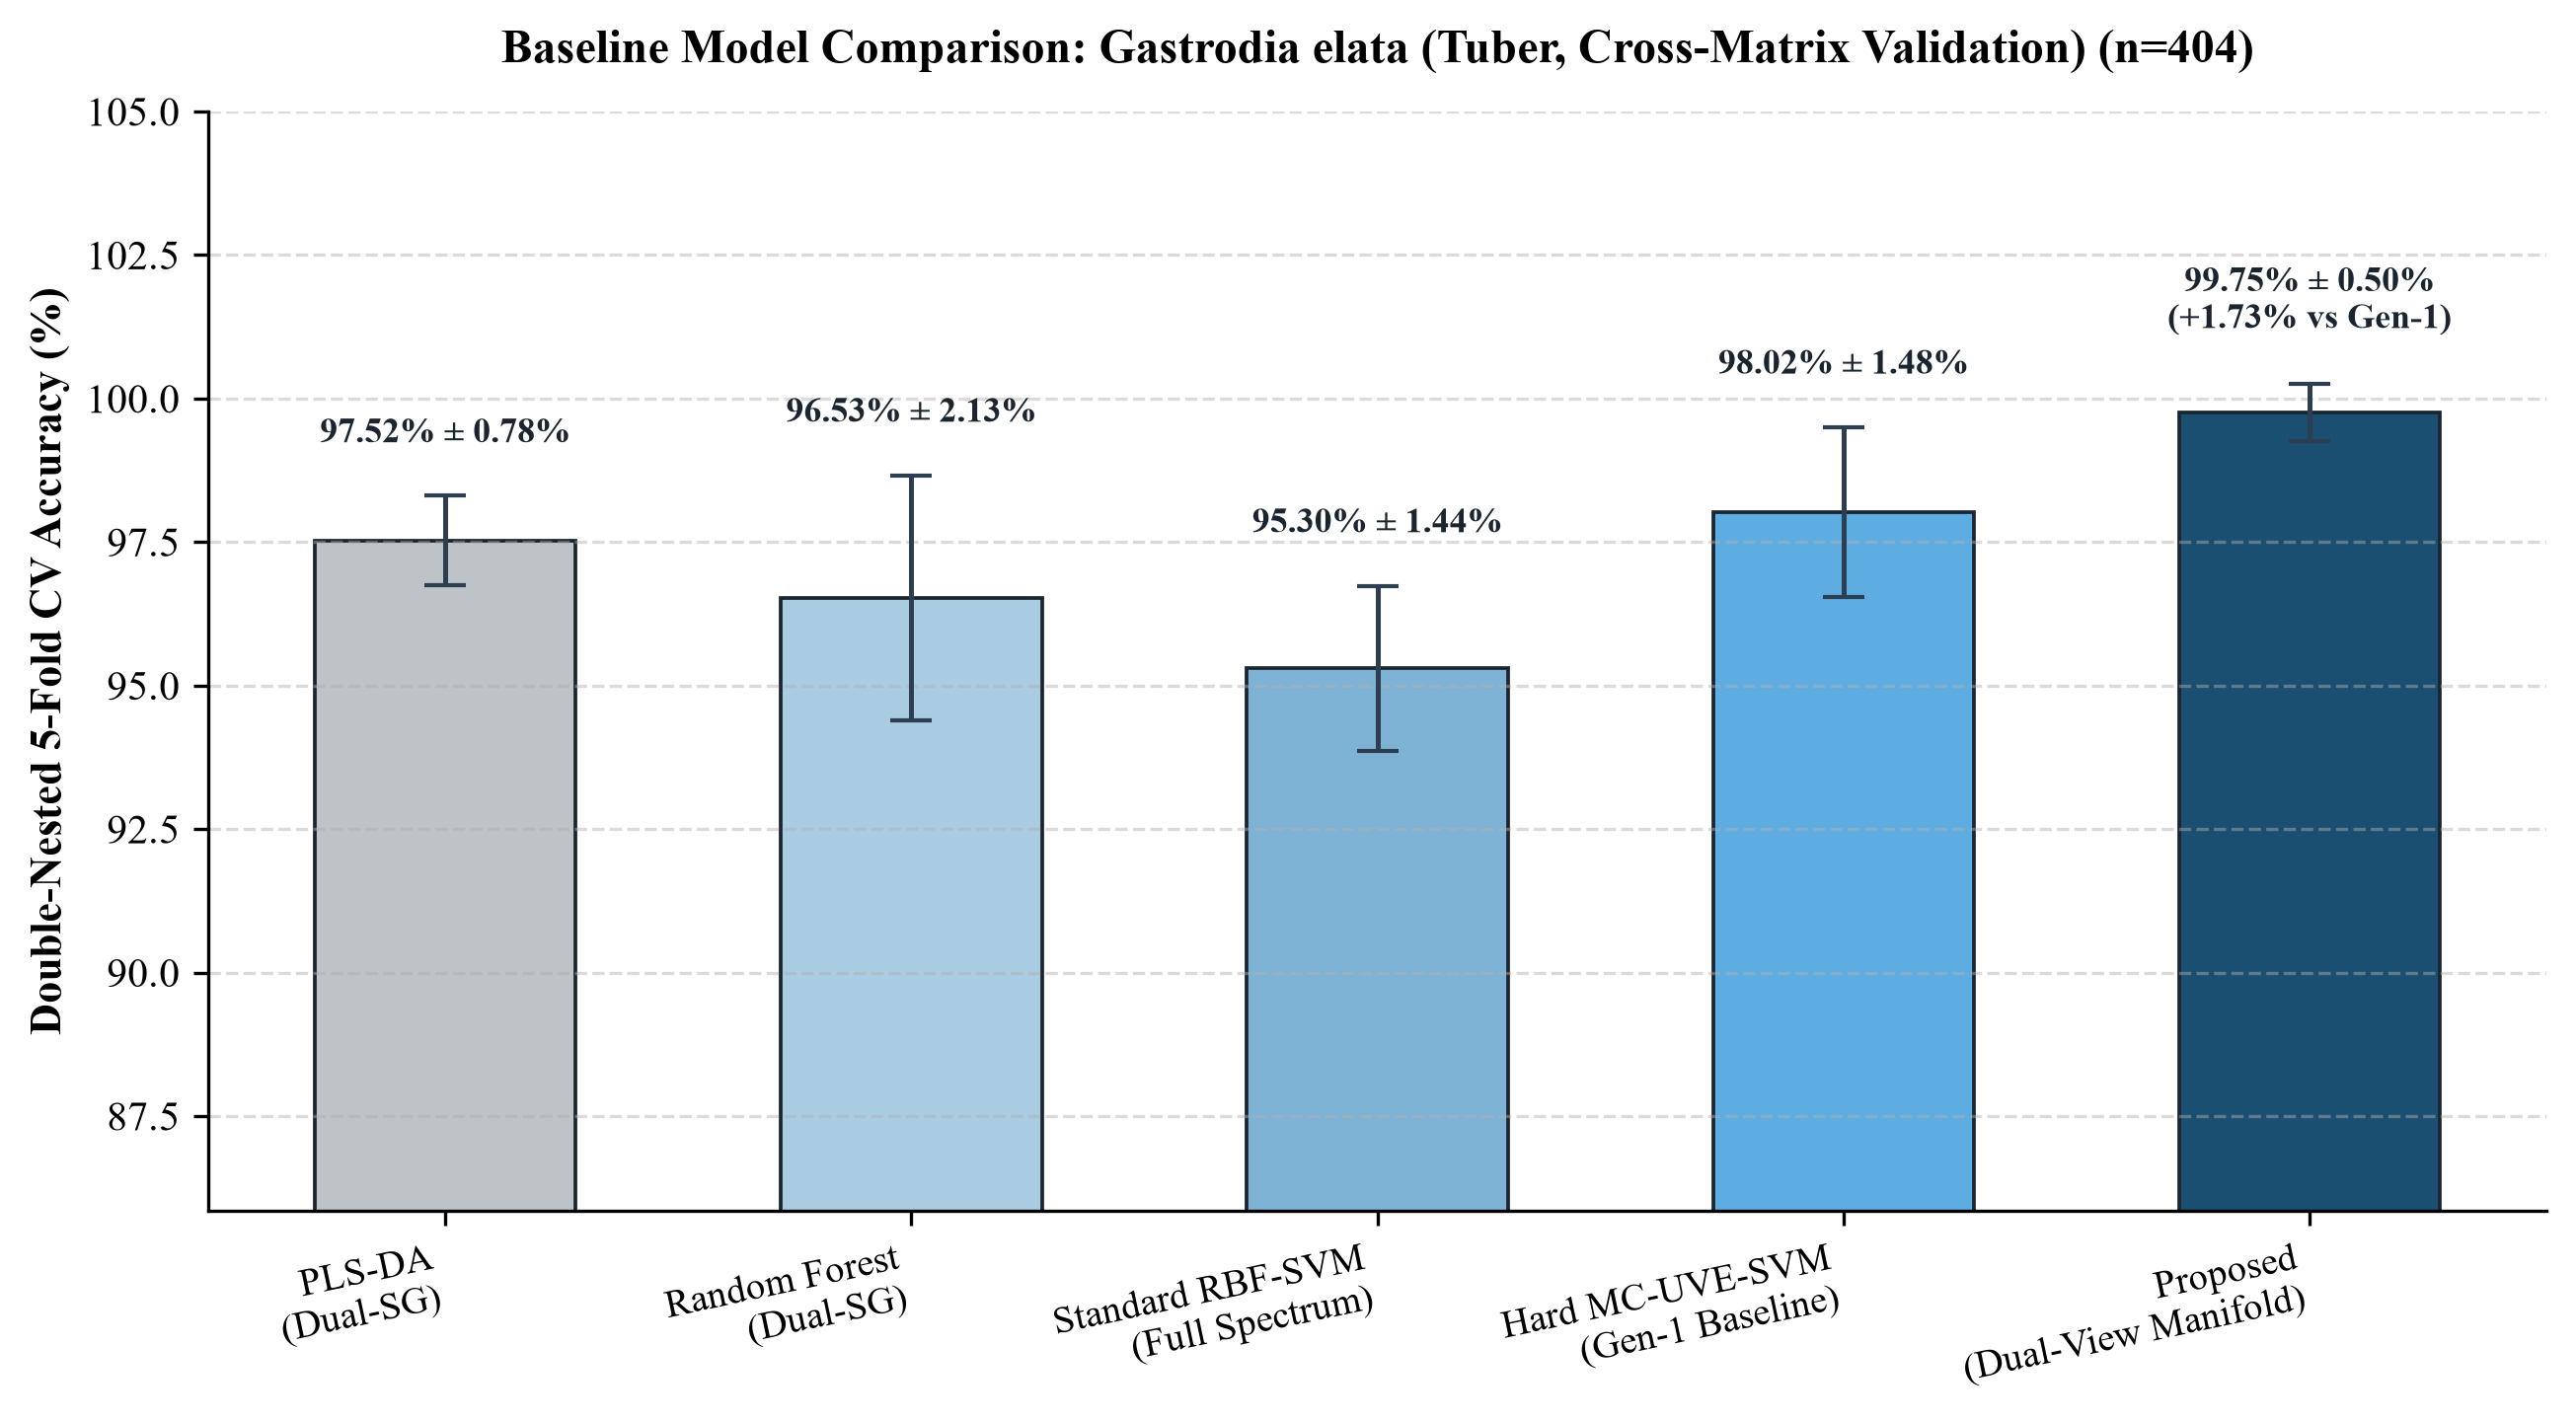 Baseline Model Comparison: Gastrodia elata (Tuber, Cross-Matrix Validation) (n=404)
Double-Nested 5-Fold CV Accuracy (%)
105.0
102.5
100.0
97.5
95.0
92.5
90.0
87.5
97.52% ± 0.78%
96.53% ± 2.13%
95.30% ± 1.44%
98.02% ± 1.48%
99.75% ± 0.50%
(+1.73% vs Gen-1)
PLS-DA
(Dual-SG)
Random Forest
(Dual-SG)
Standard RBF-SVM
(Full Spectrum)
Hard MC-UVE-SVM
(Gen-1 Baseline)
Proposed
(Dual-View Manifold)